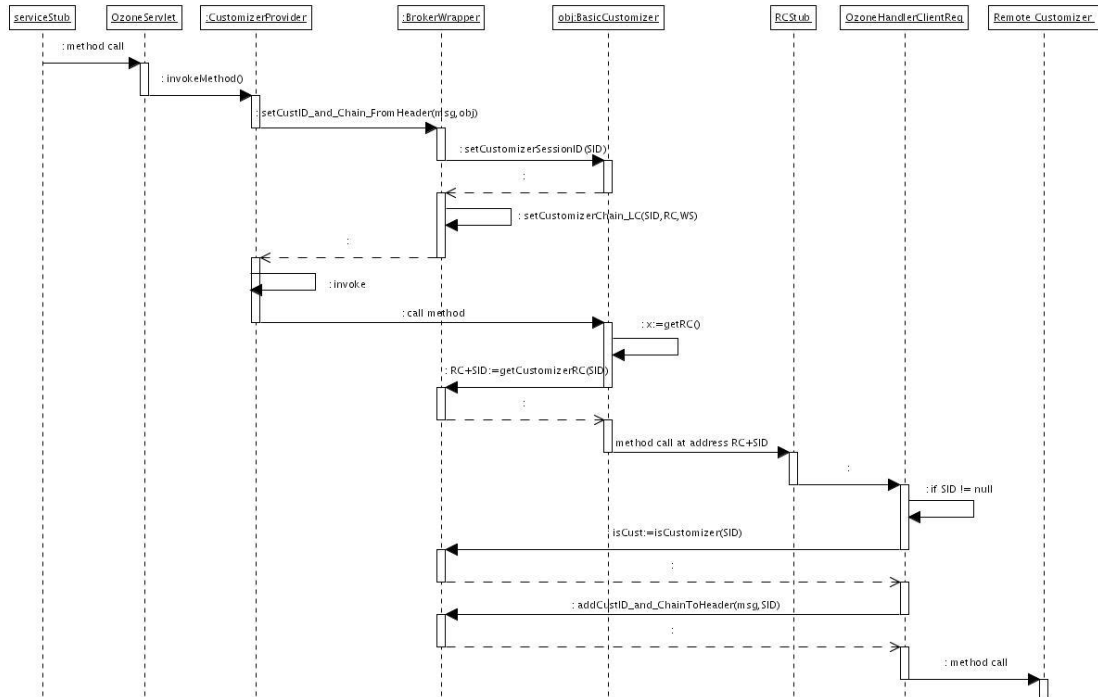 serviceStub
OzoneServlet
:CustomizerProvider
:BrokerWrapper
obj:BasicCustomizer
RCStub
OzoneHandlerClientReq
Remote Customizer
: method call
: invokeMethod()
: setCustID_and_Chain_FromHeader(msg,obj)
: setCustomizerSessionID(SID)
:
: setCustomizerChain_LC(SID,RC,WS)
:
: invoke
: call method
: x:=getRC()
: RC+SID:=getCustomizerRC(SID)
:
method call at address RC+SID
:
: if SID != null
isCust:=isCustomizer(SID)
:
: addCustID_and_ChainToHeader(msg,SID)
:
: method call